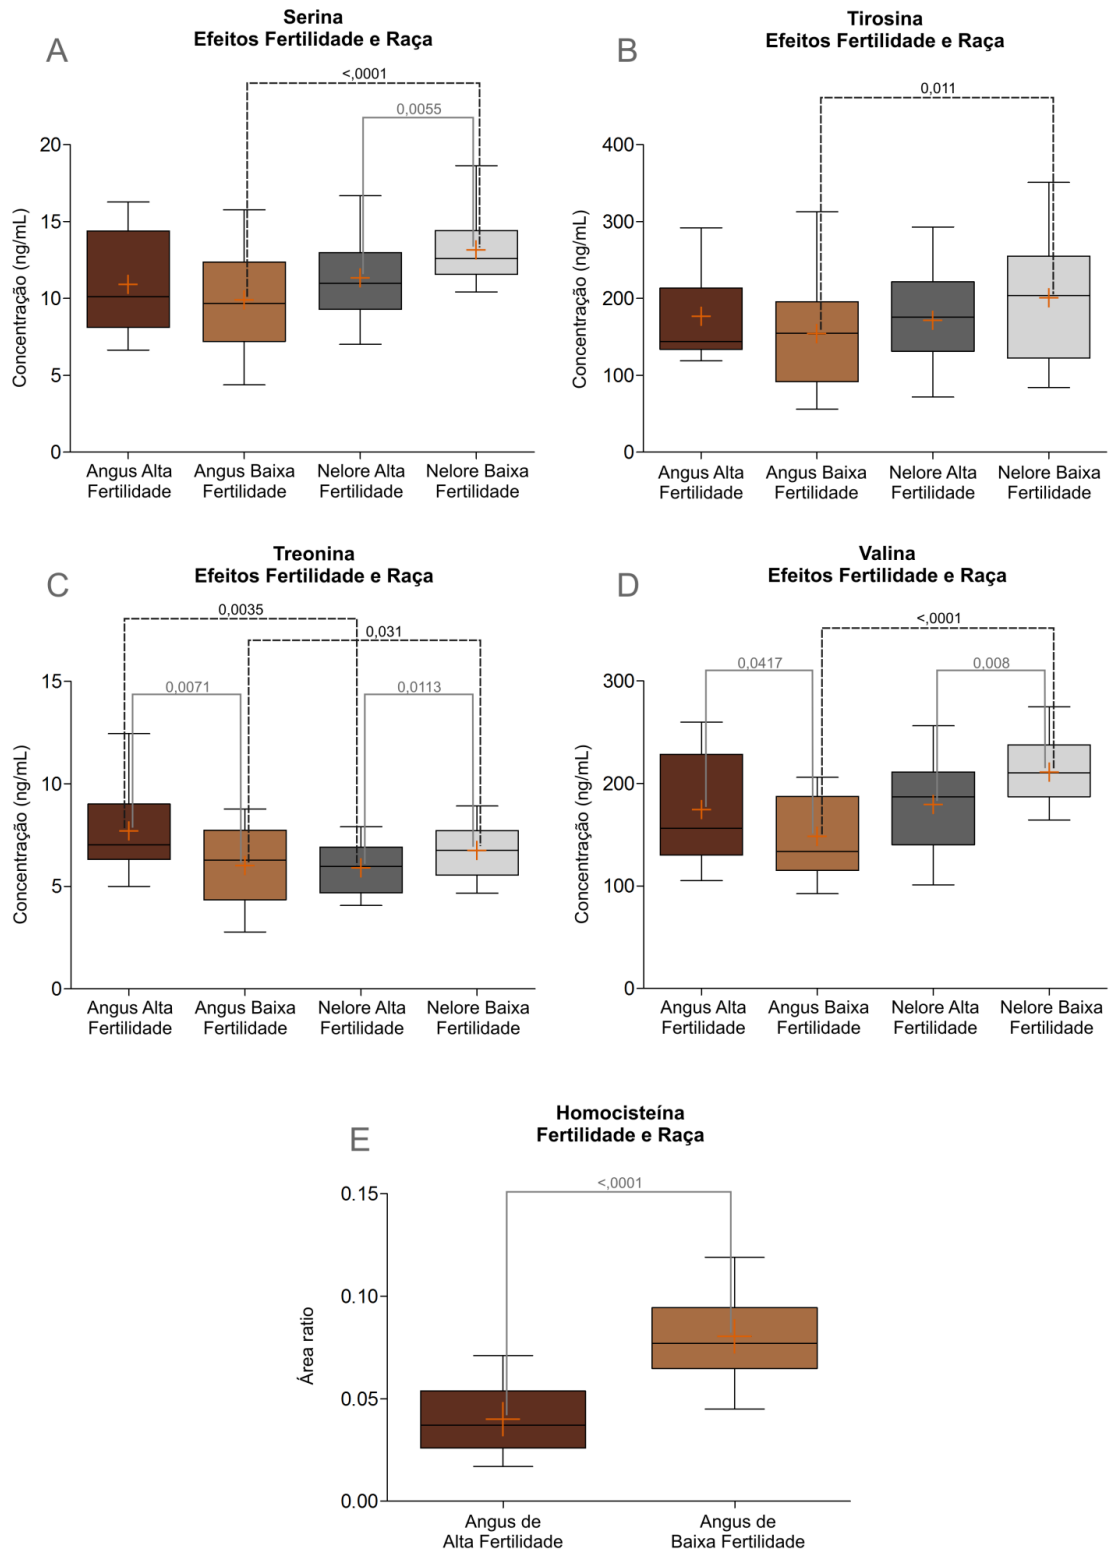 A
Serina
Efeitos Fertilidade e Raça
<,0001
0,0055
Concentração (ng/mL)
20
15
10
5
0
Angus Alta
Fertilidade
Angus Baixa
Fertilidade
Nelore Alta
Fertilidade
Nelore Baixa
Fertilidade
B
Tirosina
Efeitos Fertilidade e Raça
0,011
Concentração (ng/mL)
400
300
200
100
0
Angus Alta
Fertilidade
Angus Baixa
Fertilidade
Nelore Alta
Fertilidade
Nelore Baixa
Fertilidade
C
Treonina
Efeitos Fertilidade e Raça
0,0035
0,031
0,0071
0,0113
Concentração (ng/mL)
15
10
5
0
Angus Alta
Fertilidade
Angus Baixa
Fertilidade
Nelore Alta
Fertilidade
Nelore Baixa
Fertilidade
D
Valina
Efeitos Fertilidade e Raça
<,0001
0,0417
0,008
Concentração (ng/mL)
300
200
100
0
Angus Alta
Fertilidade
Angus Baixa
Fertilidade
Nelore Alta
Fertilidade
Nelore Baixa
Fertilidade
E
Homocisteína
Fertilidade e Raça
<,0001
Área ratio
0.15
0.10
0.05
0.00
Angus de
Alta Fertilidade
Angus de
Baixa Fertilidade